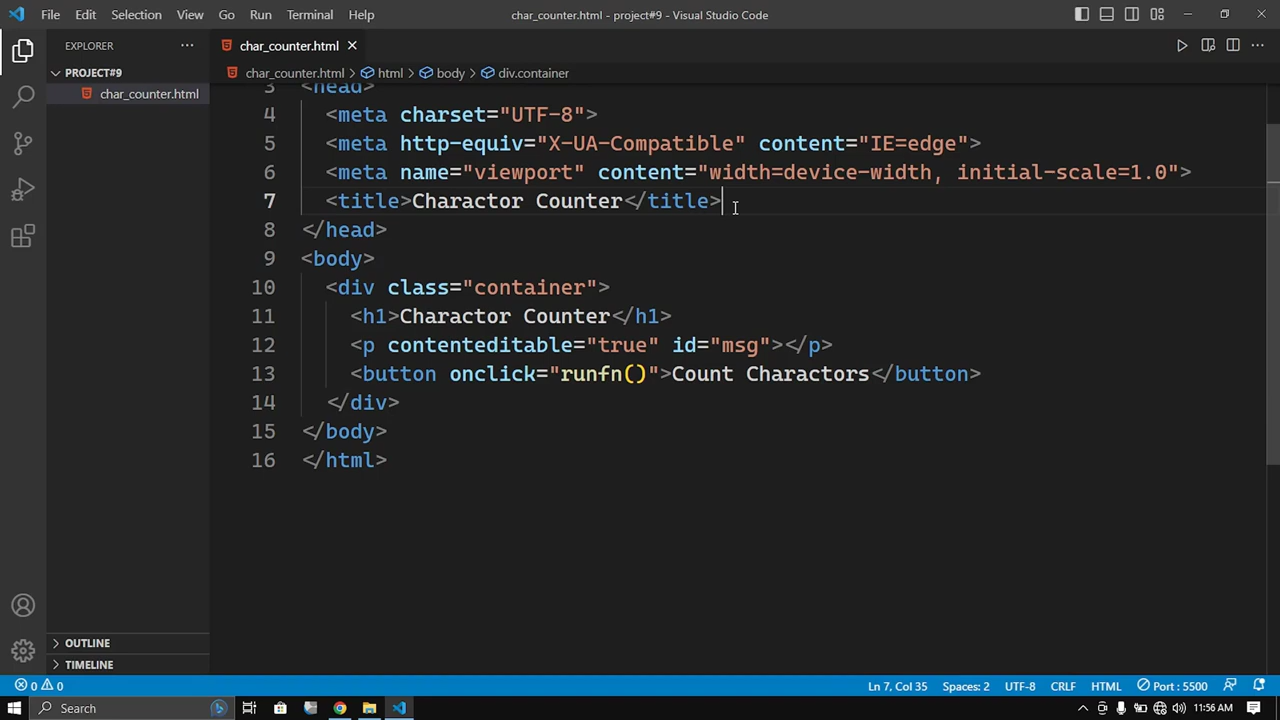 File Edit Selection View Go Run Terminal Help char_counter.html - project#9 - Visual Studio Code
EXPLORER ··· char_counter.html
PROJECT#9 char_counter.html > html > body > div.container
char_counter.html
3 <head>
4 <meta charset="UTF-8">
5 <meta http-equiv="X-UA-Compatible" content="IE=edge">
6 <meta name="viewport" content="width=device-width, initial-scale=1.0">
7 <title>Charactor Counter</title>
8 </head>
9 <body>
10 <div class="container">
11 <h1>Charactor Counter</h1>
12 <p contenteditable="true" id="msg"></p>
13 <button onclick="runfn()">Count Charactors</button>
14 </div>
15 </body>
16 </html>
OUTLINE
TIMELINE
0 0 Ln 7, Col 35 Spaces: 2 UTF-8 CRLF HTML Port : 5500
Search 11:56 AM